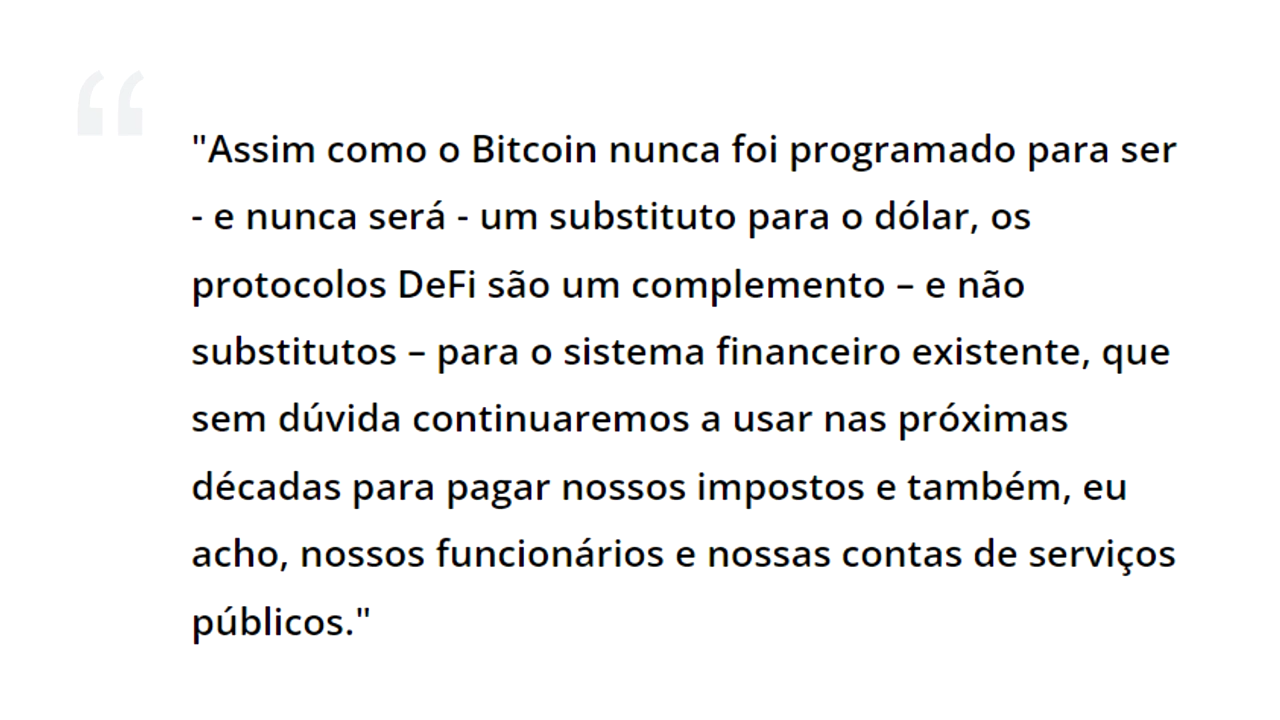 "Assim como o Bitcoin nunca foi programado para ser
- e nunca será - um substituto para o dólar, os
protocolos DeFi são um complemento – e não
substitutos – para o sistema financeiro existente, que
sem dúvida continuaremos a usar nas próximas
décadas para pagar nossos impostos e também, eu
acho, nossos funcionários e nossas contas de serviços
públicos."